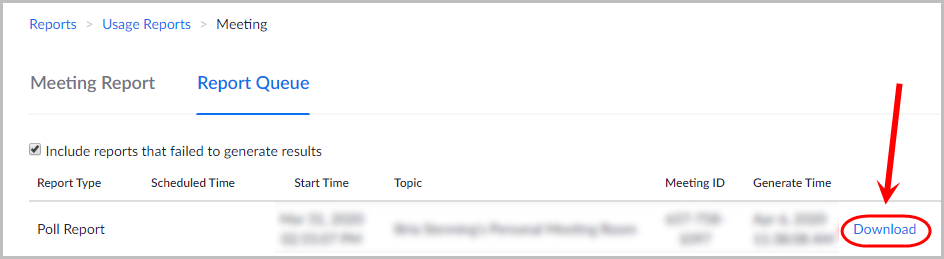 Reports > Usage Reports > Meeting
Meeting Report Report Queue
Include reports that failed to generate results
Report Type Scheduled Time Start Time Topic Meeting ID Generate Time
Poll Report Download